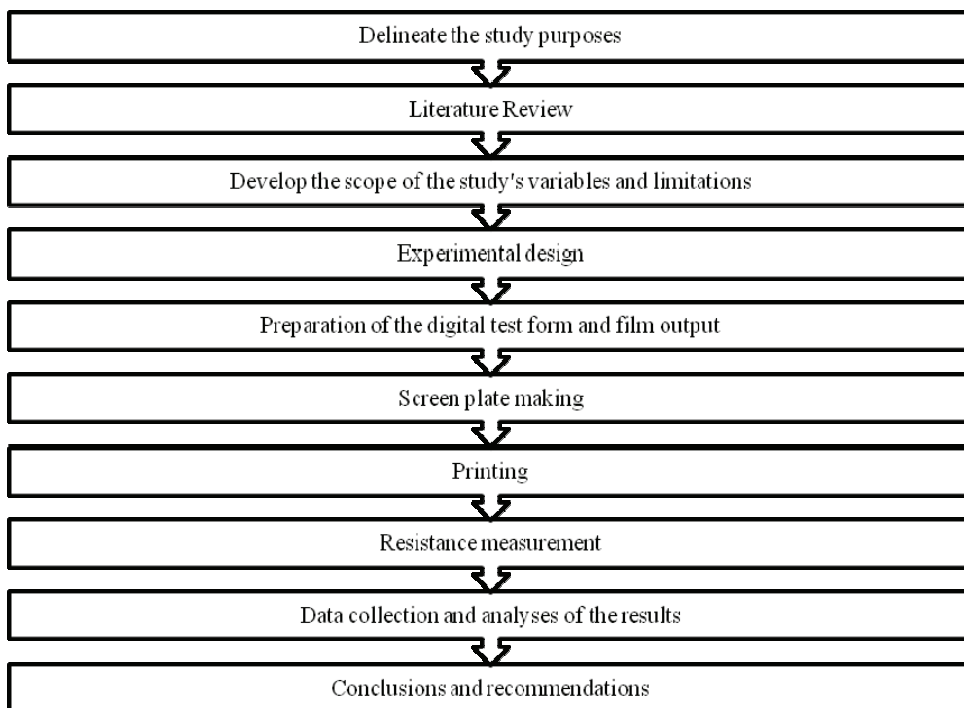 Delineate the study purposes
Literature Review
Develop the scope of the study's variables and limitations
Experimental design
Preparation of the digital test form and film output
Screen plate making
Printing
Resistance measurement
Data collection and analyses of the results
Conclusions and recommendations